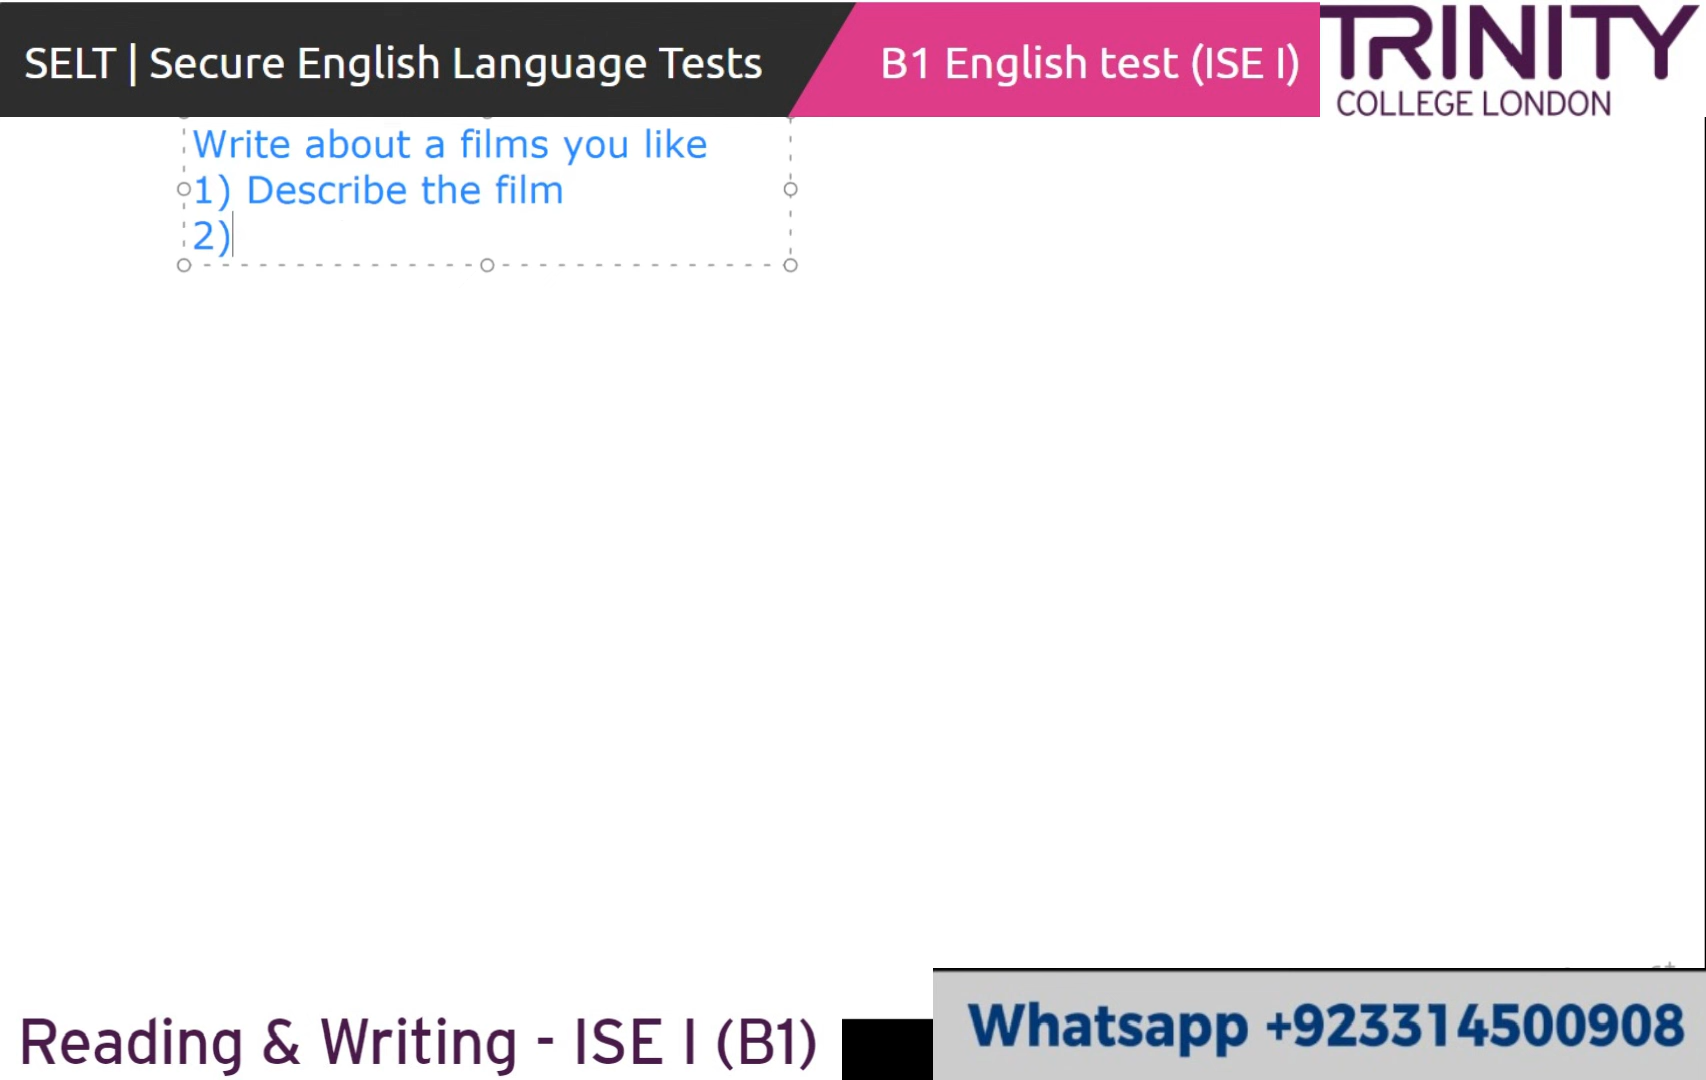 SELT | Secure English Language Tests
B1 English test (ISE I)
TRINITY
COLLEGE LONDON
Write about a films you like
1) Describe the film
2)
Reading & Writing - ISE I (B1)
Whatsapp +923314500908